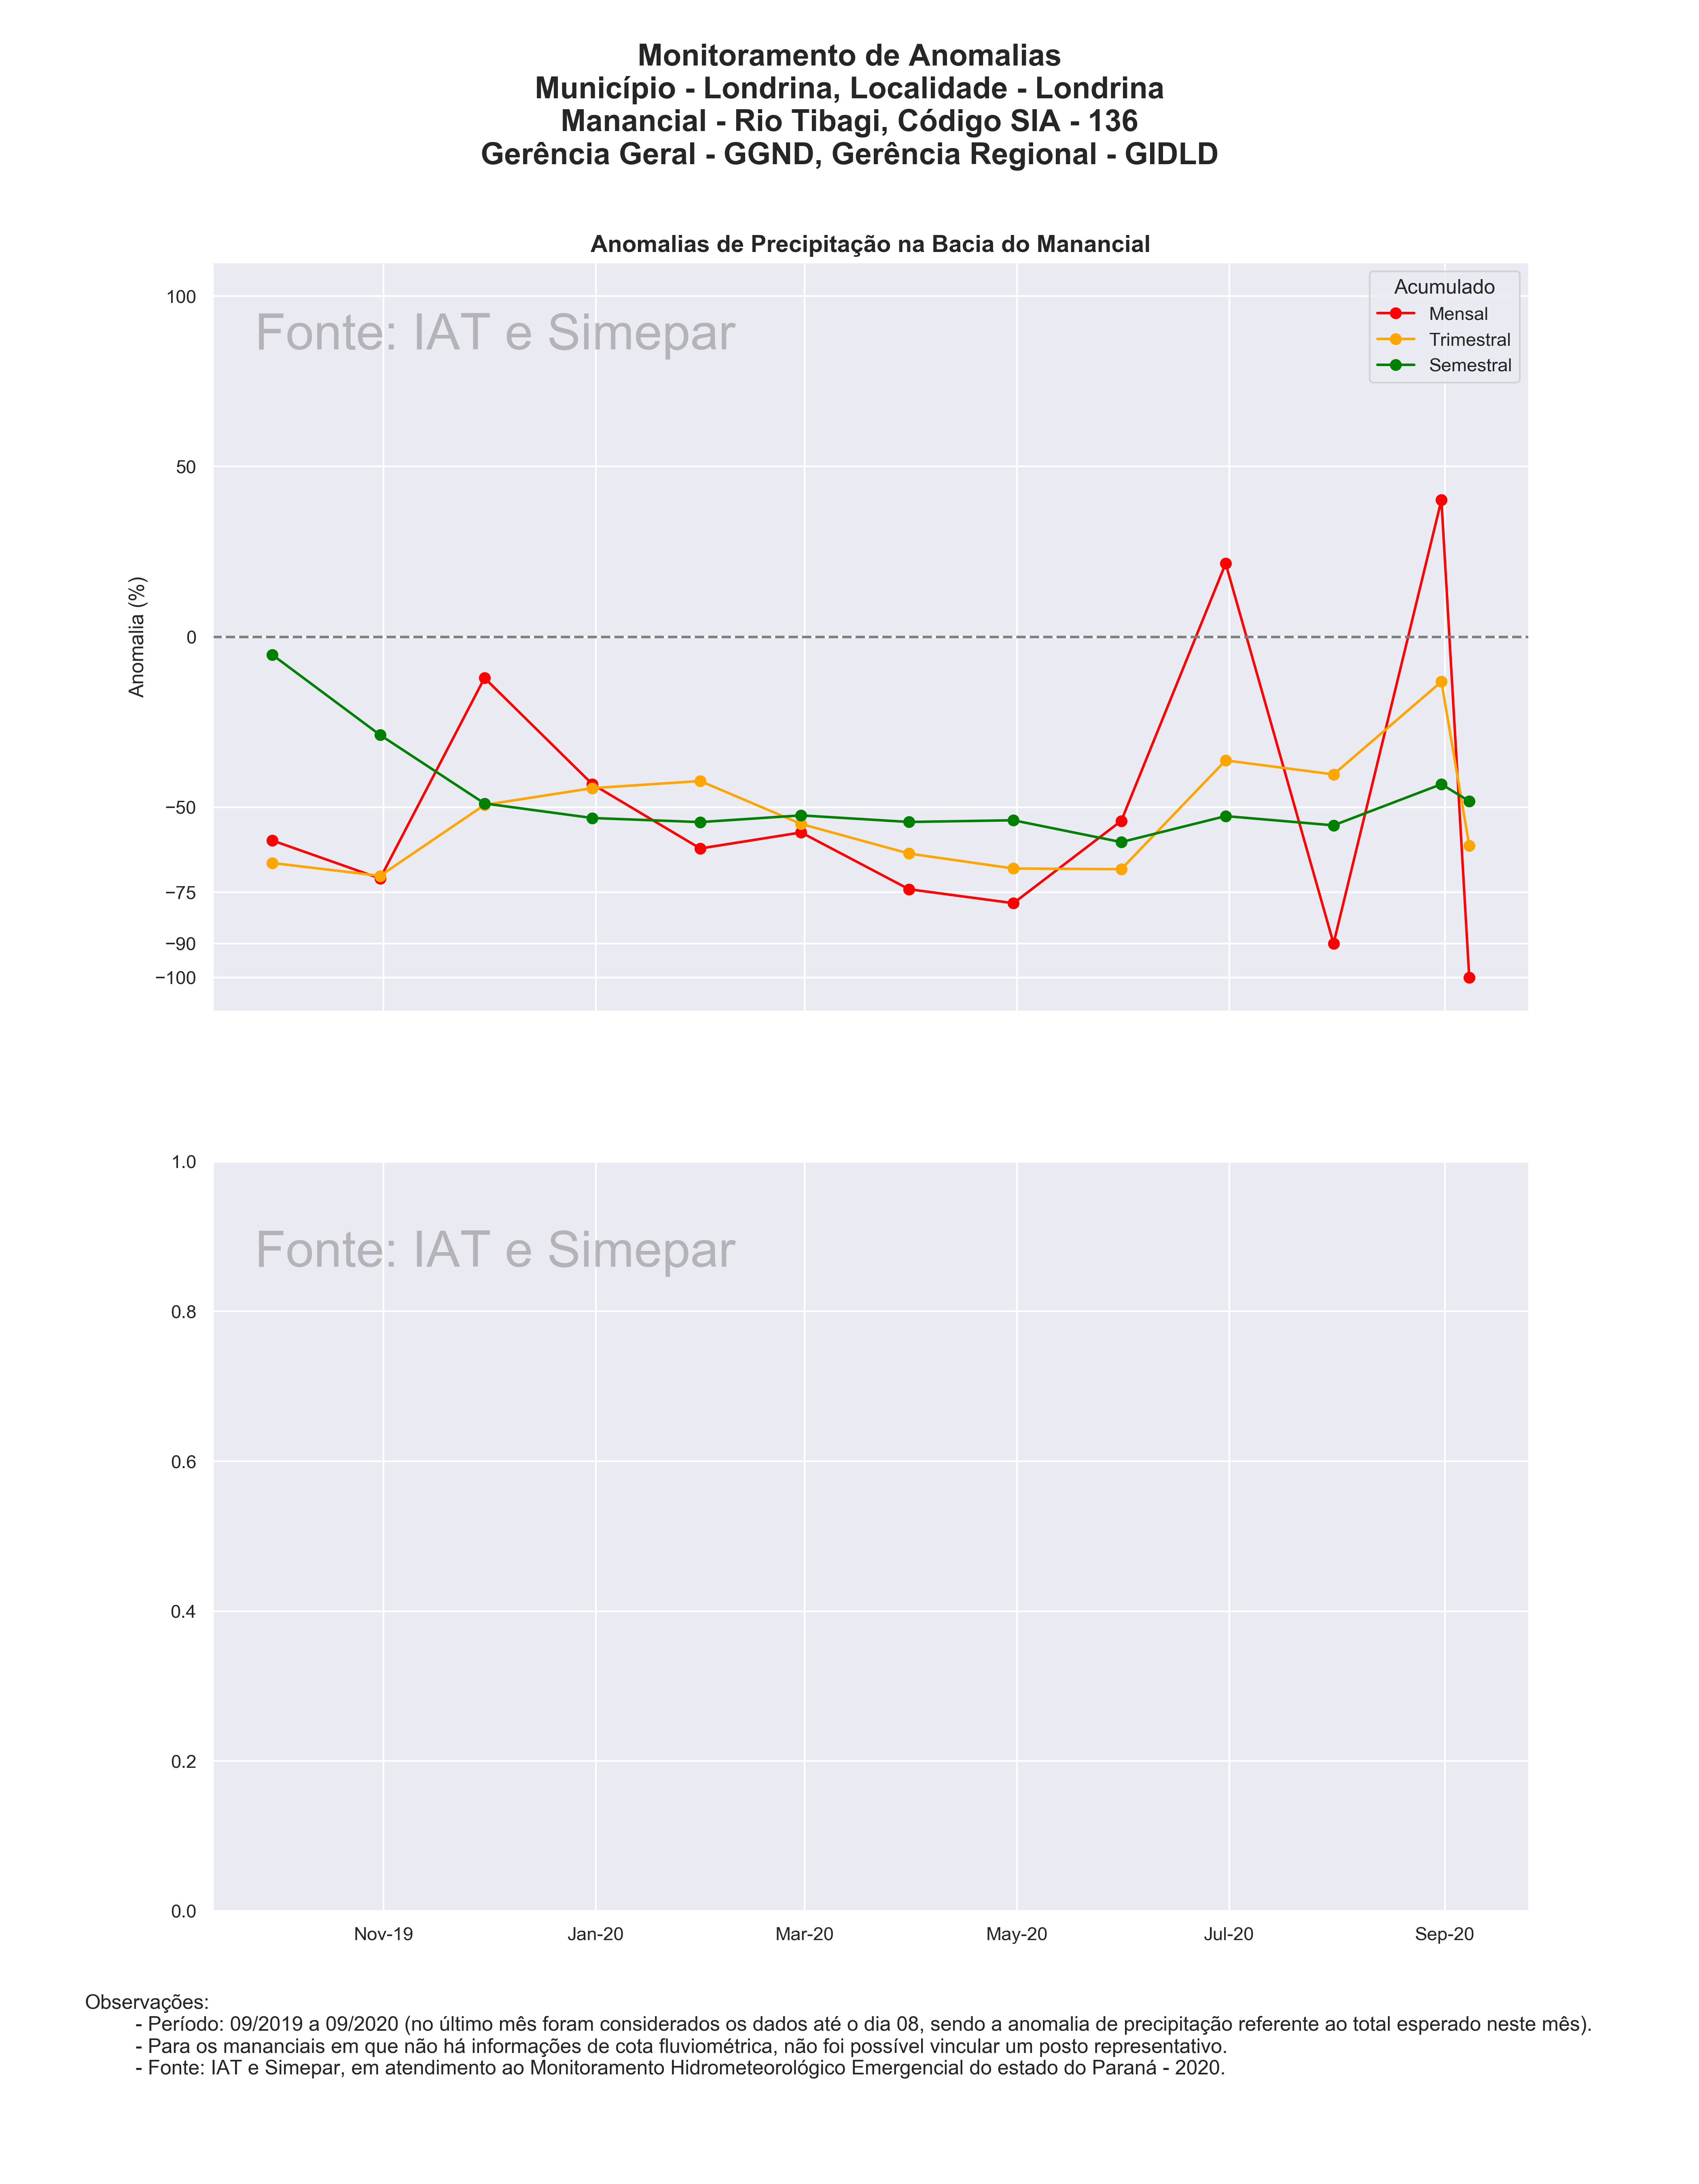 Monitoramento de Anomalias
Município - Londrina, Localidade - Londrina
Manancial - Rio Tibagi, Código SIA - 136
Gerência Geral - GGND, Gerência Regional - GIDLD
Anomalias de Precipitação na Bacia do Manancial
Fonte: IAT e Simepar
Acumulado
Mensal
Trimestral
Semestral
Anomalia (%)
100
50
0
−50
−75
−90
−100
Fonte: IAT e Simepar
1.0
0.8
0.6
0.4
0.2
0.0
Nov-19 Jan-20 Mar-20 May-20 Jul-20 Sep-20
Observações:
- Período: 09/2019 a 09/2020 (no último mês foram considerados os dados até o dia 08, sendo a anomalia de precipitação referente ao total esperado neste mês).
- Para os mananciais em que não há informações de cota fluviométrica, não foi possível vincular um posto representativo.
- Fonte: IAT e Simepar, em atendimento ao Monitoramento Hidrometeorológico Emergencial do estado do Paraná - 2020.